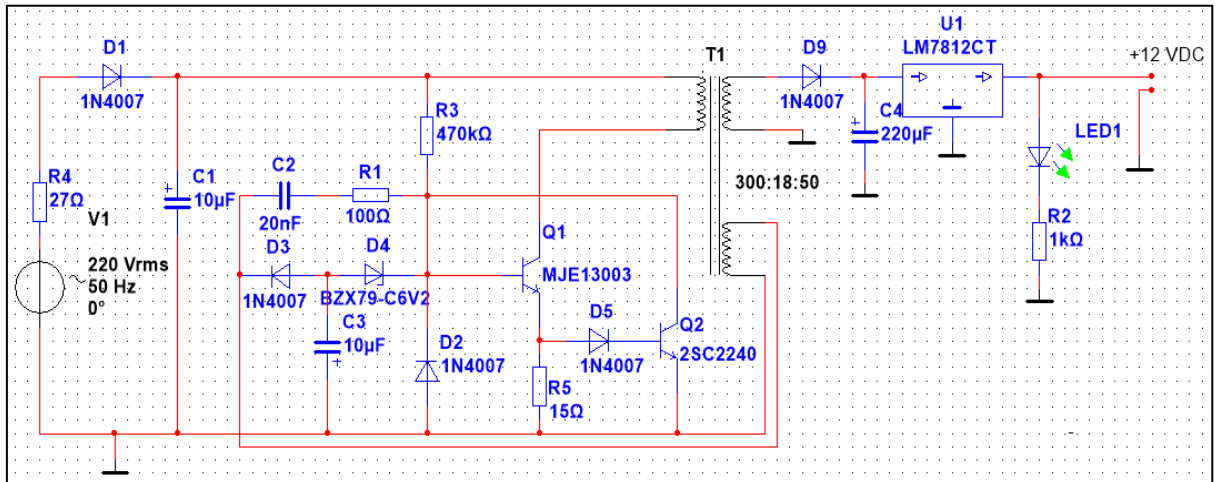 D1
1N4007
R4
27Ω
V1
220 Vrms
50 Hz
0°
C1
10µF
R3
470kΩ
C2
20nF
R1
100Ω
D3
1N4007
D4
BZX79-C6V2
C3
10µF
D2
1N4007
Q1
MJE13003
D5
1N4007
Q2
2SC2240
R5
15Ω
T1
300:18:50
D9
1N4007
C4
220µF
U1
LM7812CT
+12 VDC
LED1
R2
1kΩ